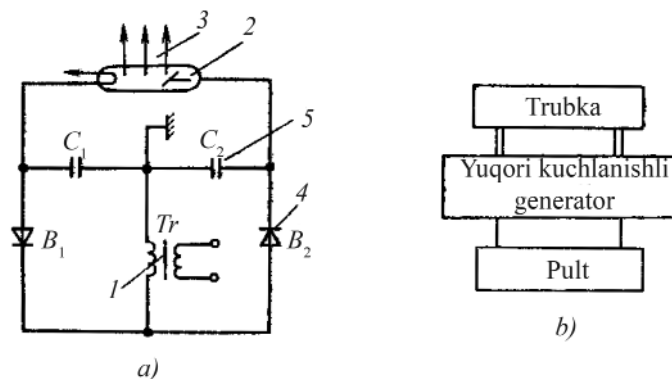 3
2
C₁
C₂
5
4
B₁
Tr
B₂
1
a)
Trubka
Yuqori kuchlanishli
generator
Pult
b)